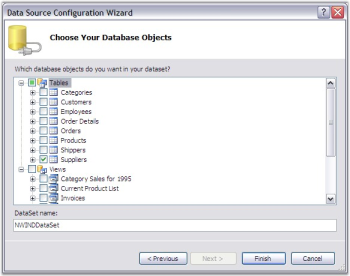 Data Source Configuration Wizard
Choose Your Database Objects
Which database objects do you want in your dataset?
Tables
Categories
Customers
Employees
Order Details
Orders
Products
Shippers
Suppliers
Views
Category Sales for 1995
Current Product List
Invoices
DataSet name:
NWINDDataSet
< Previous
Next >
Finish
Cancel